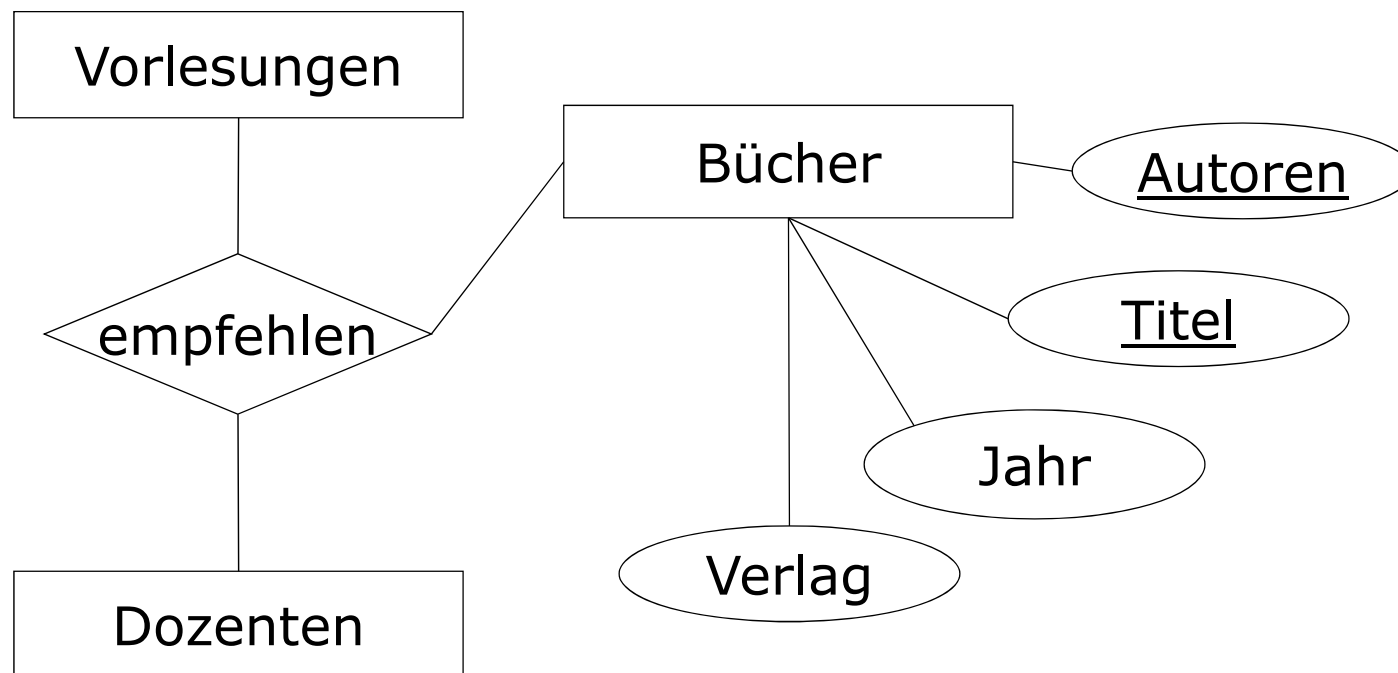 Vorlesungen
Bücher
Autoren
Titel
empfehlen
Jahr
Verlag
Dozenten